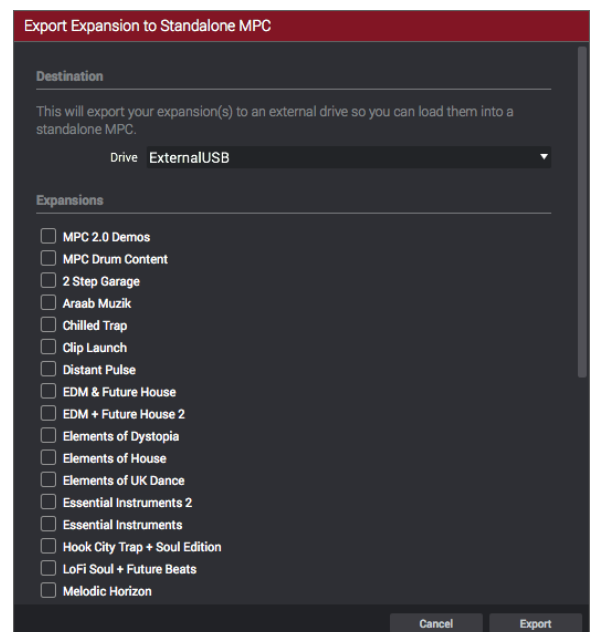 Export Expansion to Standalone MPC
Destination
This will export your expansion(s) to an external drive so you can load them into a
standalone MPC.
Drive ExternalUSB
Expansions
MPC 2.0 Demos
MPC Drum Content
2 Step Garage
Araab Muzik
Chilled Trap
Clip Launch
Distant Pulse
EDM & Future House
EDM + Future House 2
Elements of Dystopia
Elements of House
Elements of UK Dance
Essential Instruments 2
Essential Instruments
Hook City Trap + Soul Edition
LoFi Soul + Future Beats
Melodic Horizon
Cancel Export